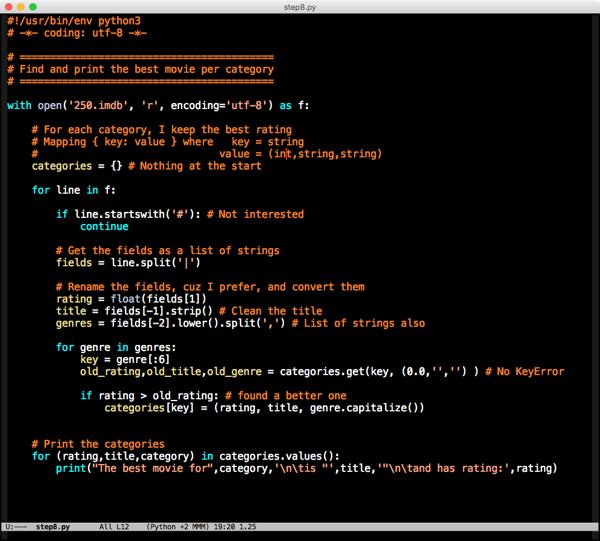 step8.py
#!/usr/bin/env python3
# -*- coding: utf-8 -*-
# ==========================================
# Find and print the best movie per category
# ==========================================
with open('250.imdb', 'r', encoding='utf-8') as f:
    # For each category, I keep the best rating
    # Mapping { key: value } where   key = string
    #                              value = (int,string,string)
    categories = {} # Nothing at the start
    for line in f:
        if line.startswith('#'): # Not interested
            continue
        # Get the fields as a list of strings
        fields = line.split('|')
        # Rename the fields, cuz I prefer, and convert them
        rating = float(fields[1])
        title = fields[-1].strip() # Clean the title
        genres = fields[-2].lower().split(',') # List of strings also
        for genre in genres:
            key = genre[:6]
            old_rating,old_title,old_genre = categories.get(key, (0.0,'','') ) # No KeyError
            if rating > old_rating: # found a better one
                categories[key] = (rating, title, genre.capitalize())
    # Print the categories
    for (rating,title,category) in categories.values():
        print("The best movie for",category,'\n\tis "',title,'"\n\tand has rating:',rating)
U:---  step8.py      All L12    (Python +2 MMM) 19:20 1.25